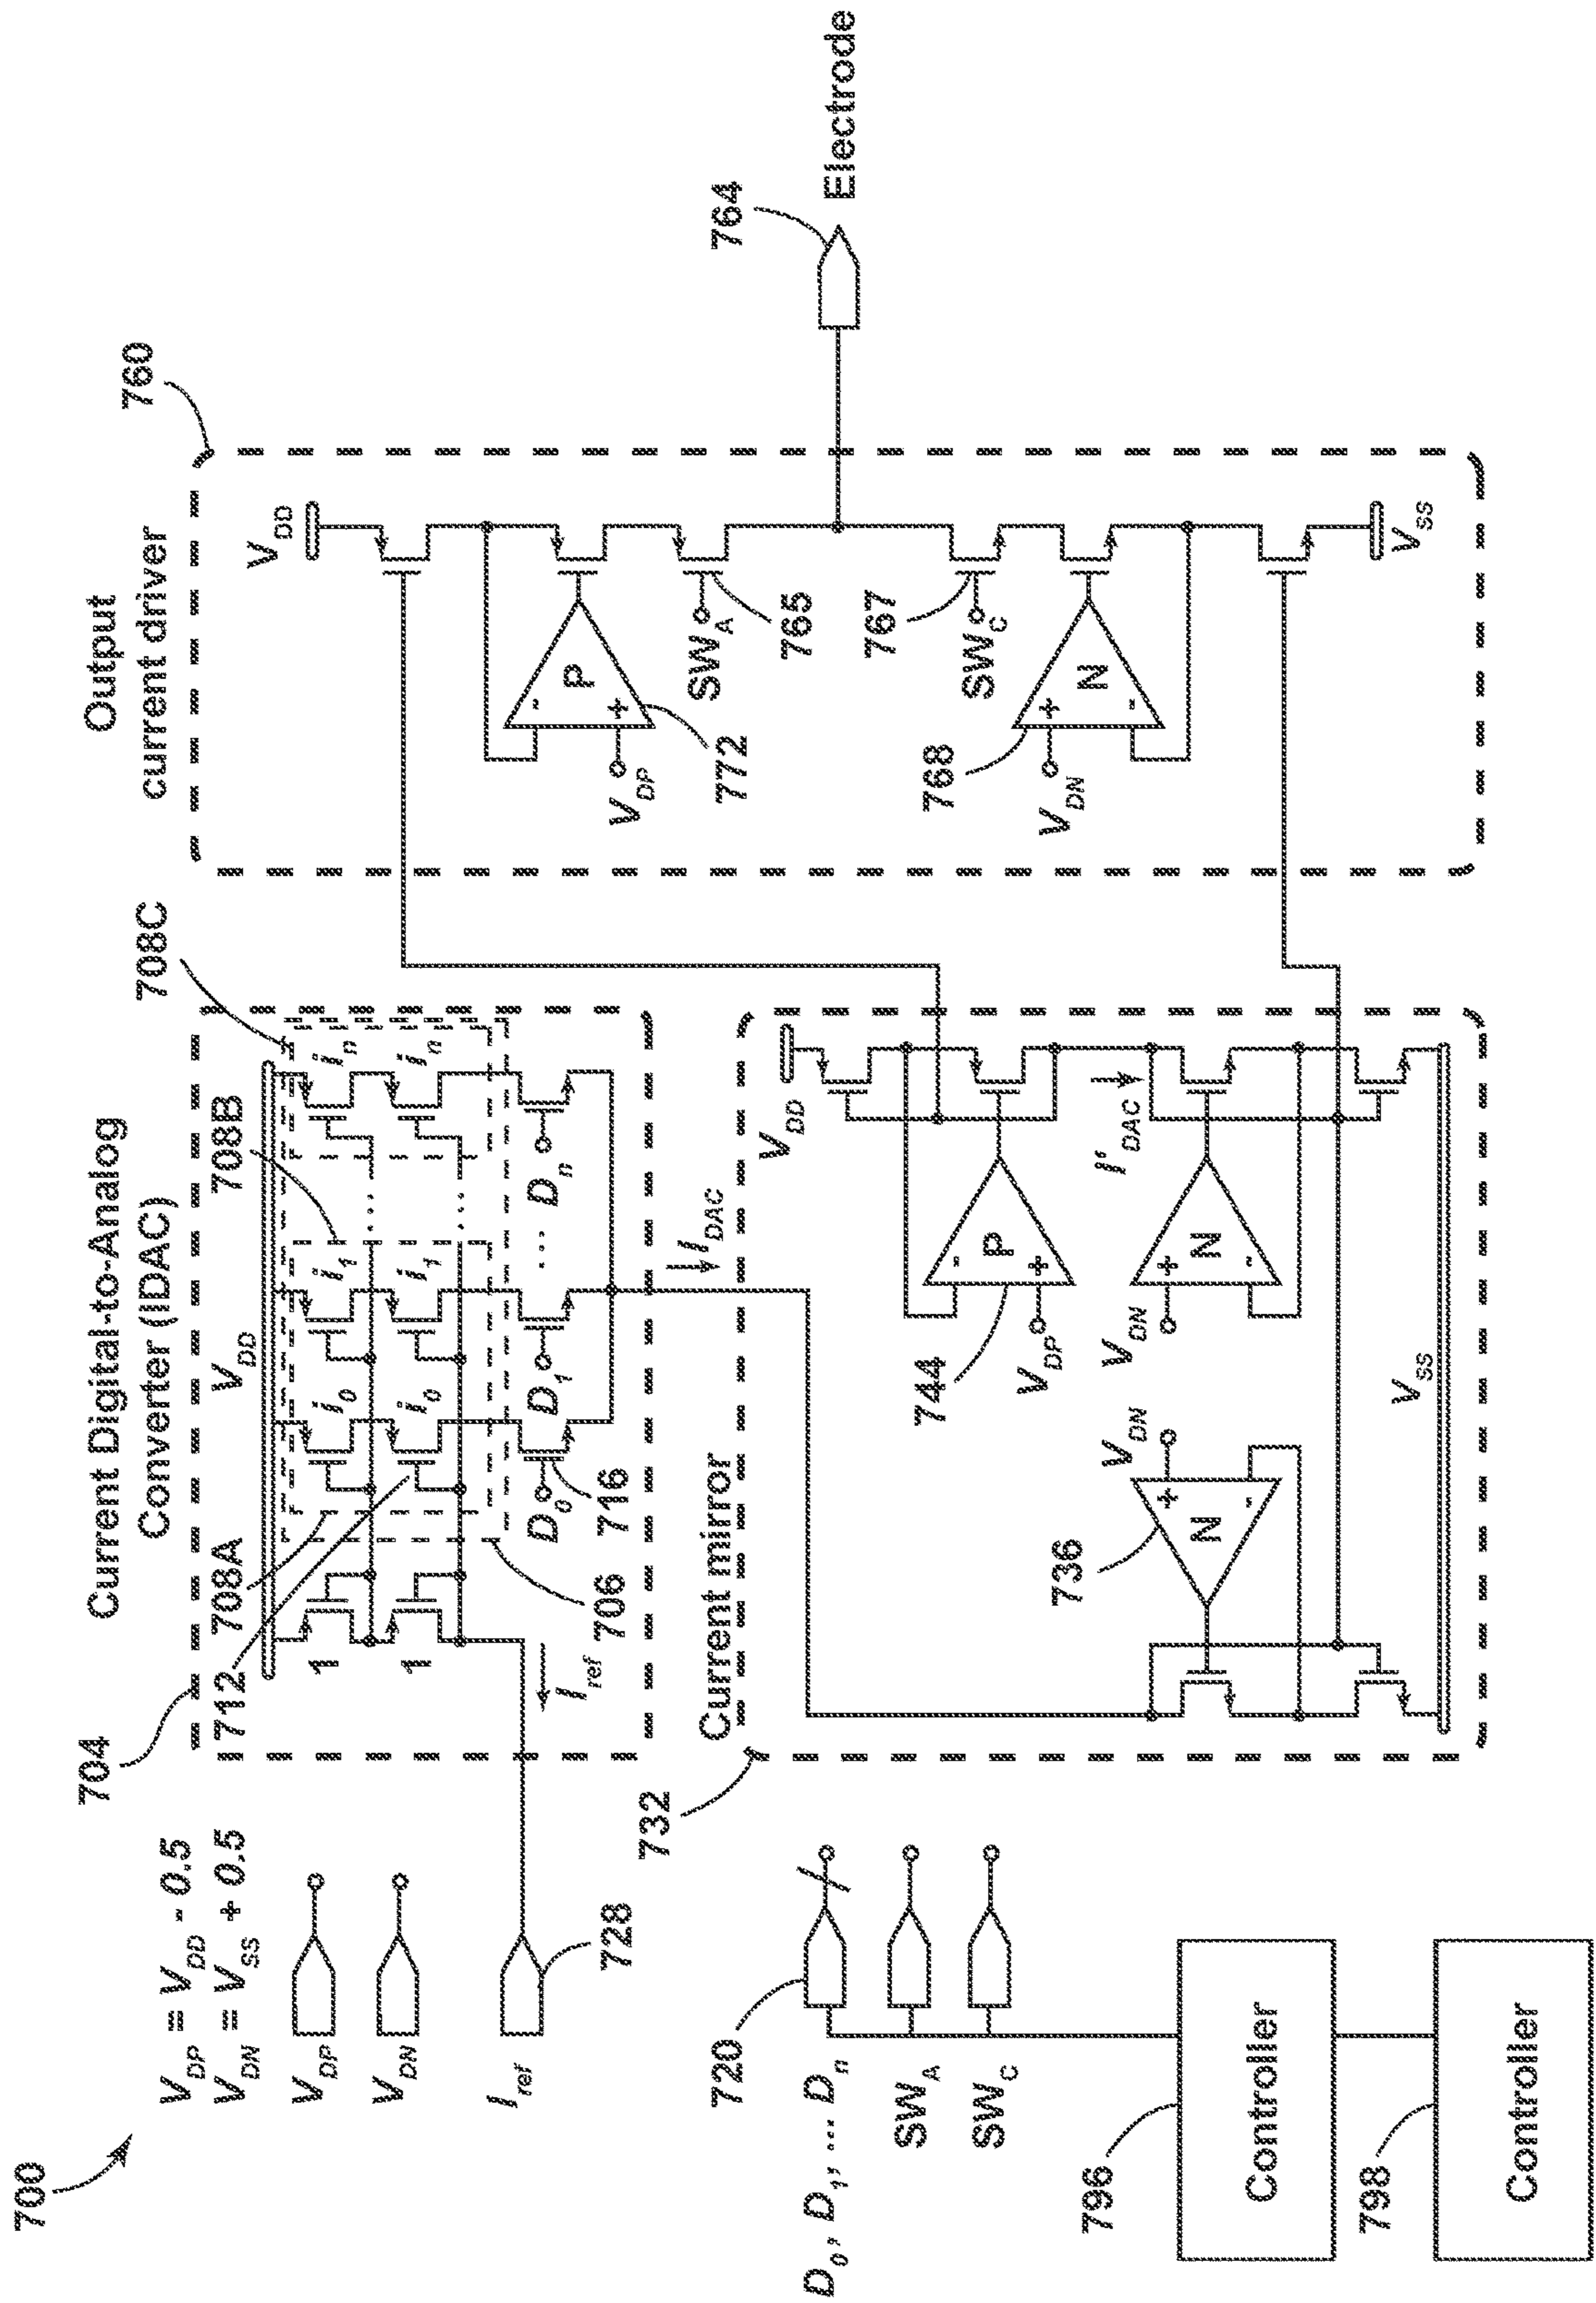 700
V_DP = V_DD - 0.5
V_DN = V_SS + 0.5
V_DP
V_DN
I_ref
728
720
D_0, D_1, ... D_n
SW_A
SW_C
796
Controller
798
Controller
Current Digital-to-Analog
Converter (IDAC)
704
712
708A
708B
708C
V_DD
1
1
i_0
i_0
i_1
i_1
i_n
i_n
... 
...
I_ref
706
D_0
716
D_1
... D_n
I_DAC
Current mirror
732
V_DD
P
-
+
744
V_DP
I'_DAC
736
N
+
-
V_DN
V_DN
N
+
-
V_SS
Output
current driver
760
V_DD
P
-
+
V_DP
772
SW_A
765
767
SW_C
768
N
+
-
V_DN
V_SS
764
Electrode